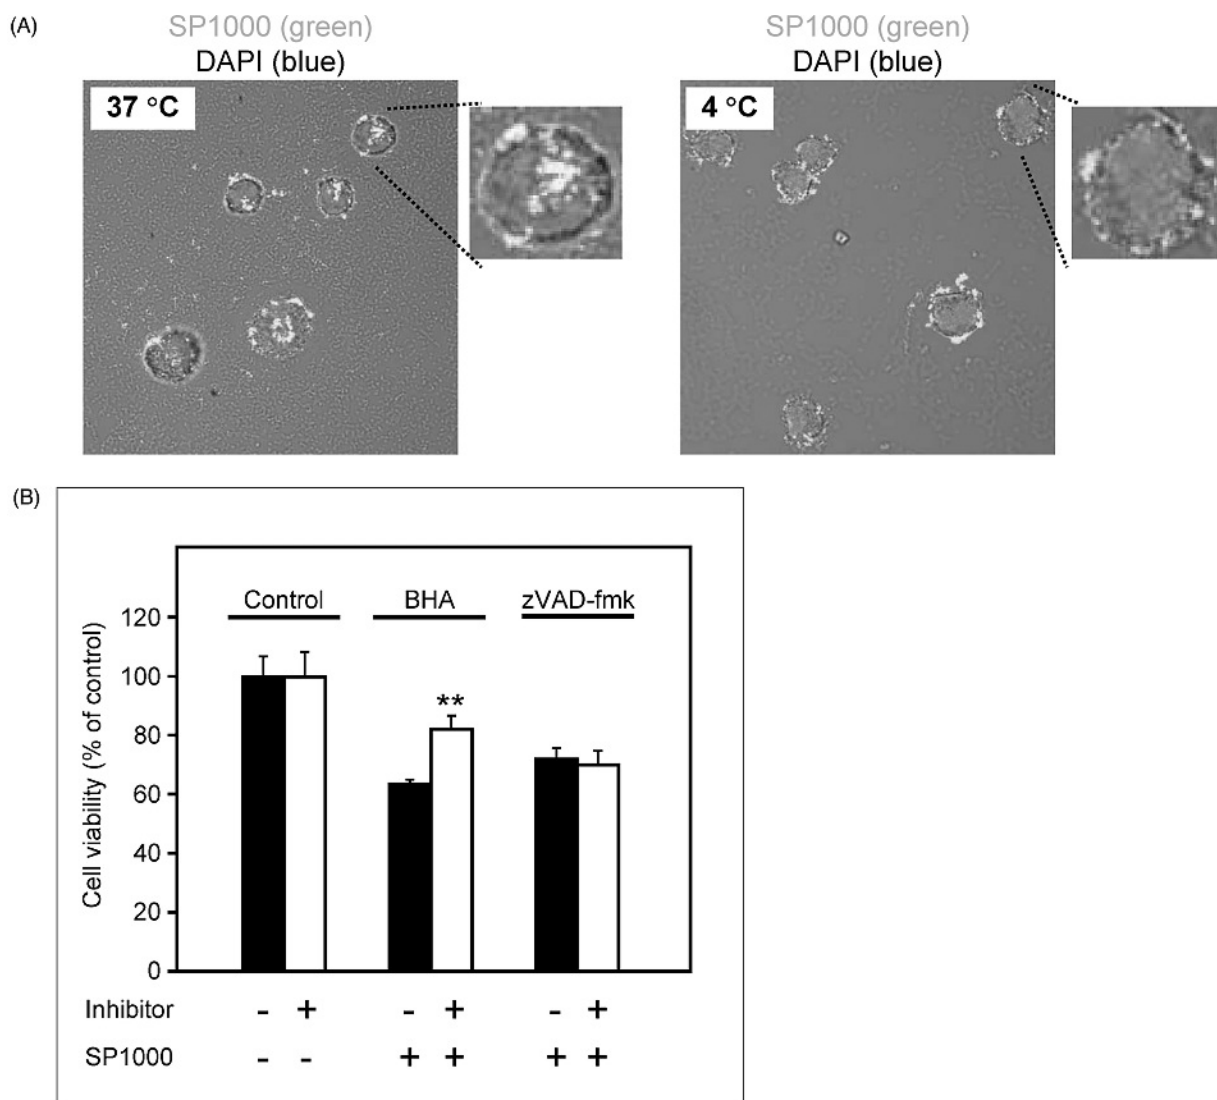 (A)
SP1000 (green)
DAPI (blue)
37 °C
SP1000 (green)
DAPI (blue)
4 °C
(B)
Cell viability (% of control)
120
100
80
60
40
20
0
Control
BHA
zVAD-fmk
**
Inhibitor - + - + - +
SP1000 - - + + + +